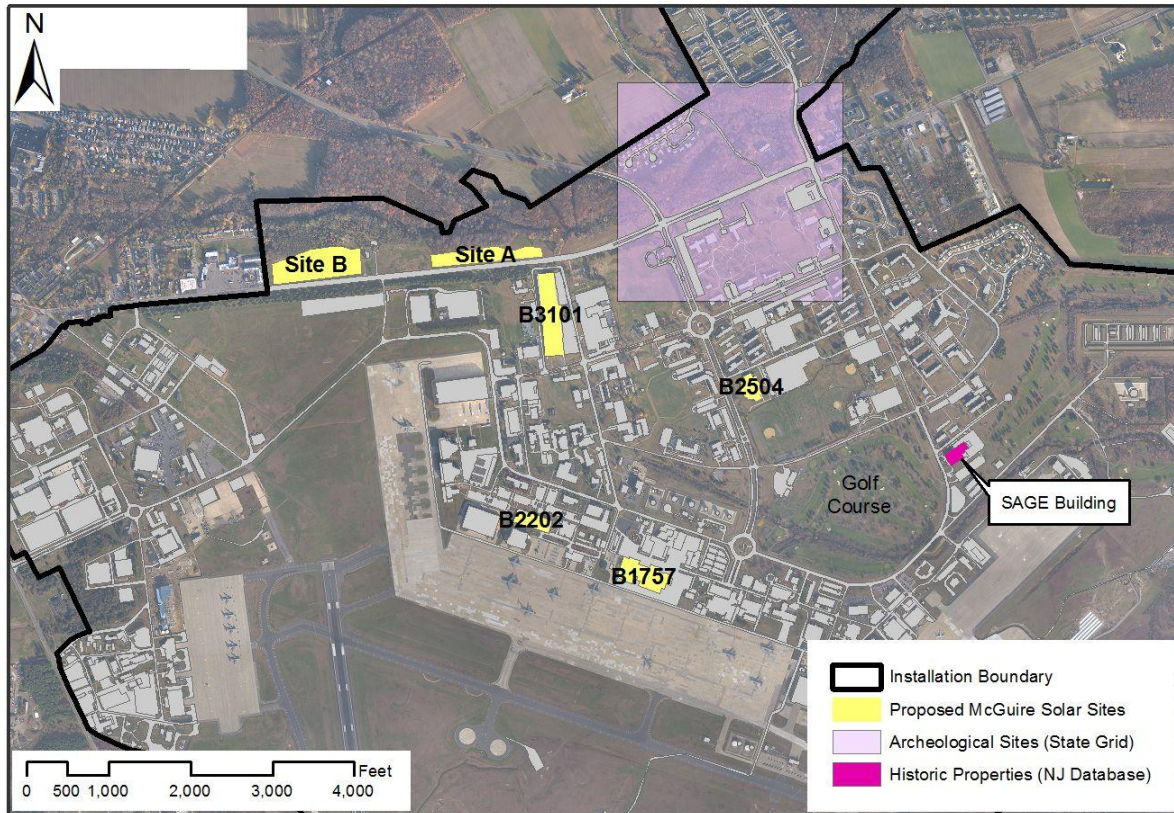 N
Site B
Site A
B3101
B2504
Golf
Course
SAGE Building
B2202
B1757
Installation Boundary
Proposed McGuire Solar Sites
Archeological Sites (State Grid)
Historic Properties (NJ Database)
Feet
0 500 1,000 2,000 3,000 4,000